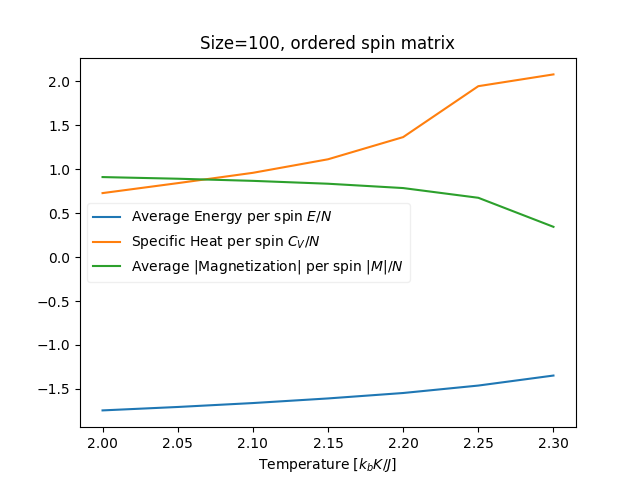 Size=100, ordered spin matrix
2.0
1.5
1.0
0.5
0.0
−0.5
−1.0
−1.5
Average Energy per spin E/N
Specific Heat per spin C_V/N
Average |Magnetization| per spin |M|/N
2.00 2.05 2.10 2.15 2.20 2.25 2.30
Temperature [k_bK/J]